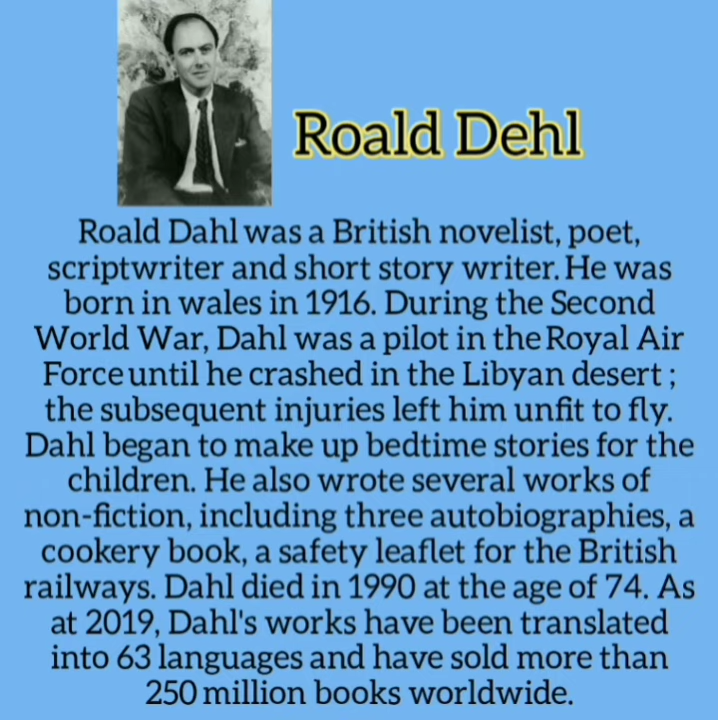 Roald Dehl
Roald Dahl was a British novelist, poet,
scriptwriter and short story writer. He was
born in wales in 1916. During the Second
World War, Dahl was a pilot in the Royal Air
Force until he crashed in the Libyan desert ;
the subsequent injuries left him unfit to fly.
Dahl began to make up bedtime stories for the
children. He also wrote several works of
non-fiction, including three autobiographies, a
cookery book, a safety leaflet for the British
railways. Dahl died in 1990 at the age of 74. As
at 2019, Dahl's works have been translated
into 63 languages and have sold more than
250 million books worldwide.